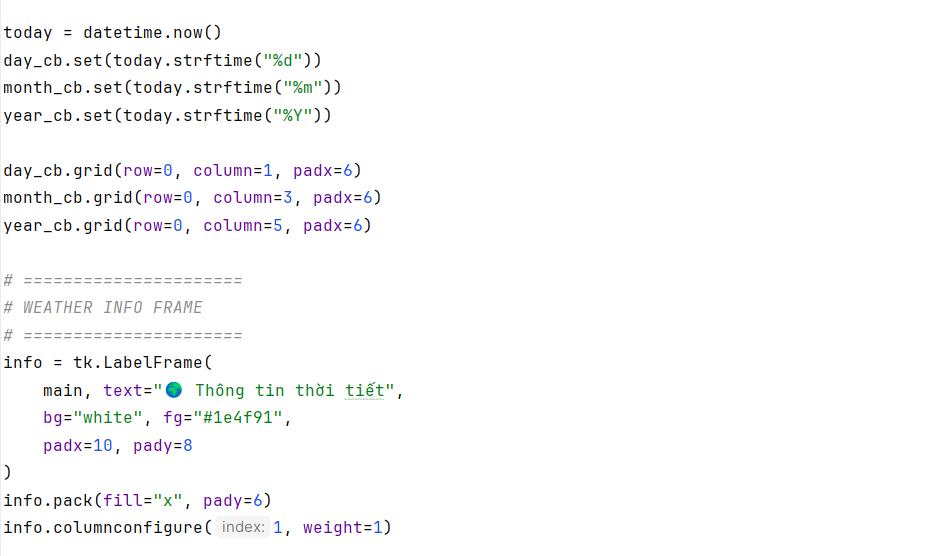 today = datetime.now()
day_cb.set(today.strftime("%d"))
month_cb.set(today.strftime("%m"))
year_cb.set(today.strftime("%Y"))
day_cb.grid(row=0, column=1, padx=6)
month_cb.grid(row=0, column=3, padx=6)
year_cb.grid(row=0, column=5, padx=6)
# ======================
# WEATHER INFO FRAME
# ======================
info = tk.LabelFrame(
    main, text="🌍 Thông tin thời tiết",
    bg="white", fg="#1e4f91",
    padx=10, pady=8
)
info.pack(fill="x", pady=6)
info.columnconfigure( index: 1, weight=1)